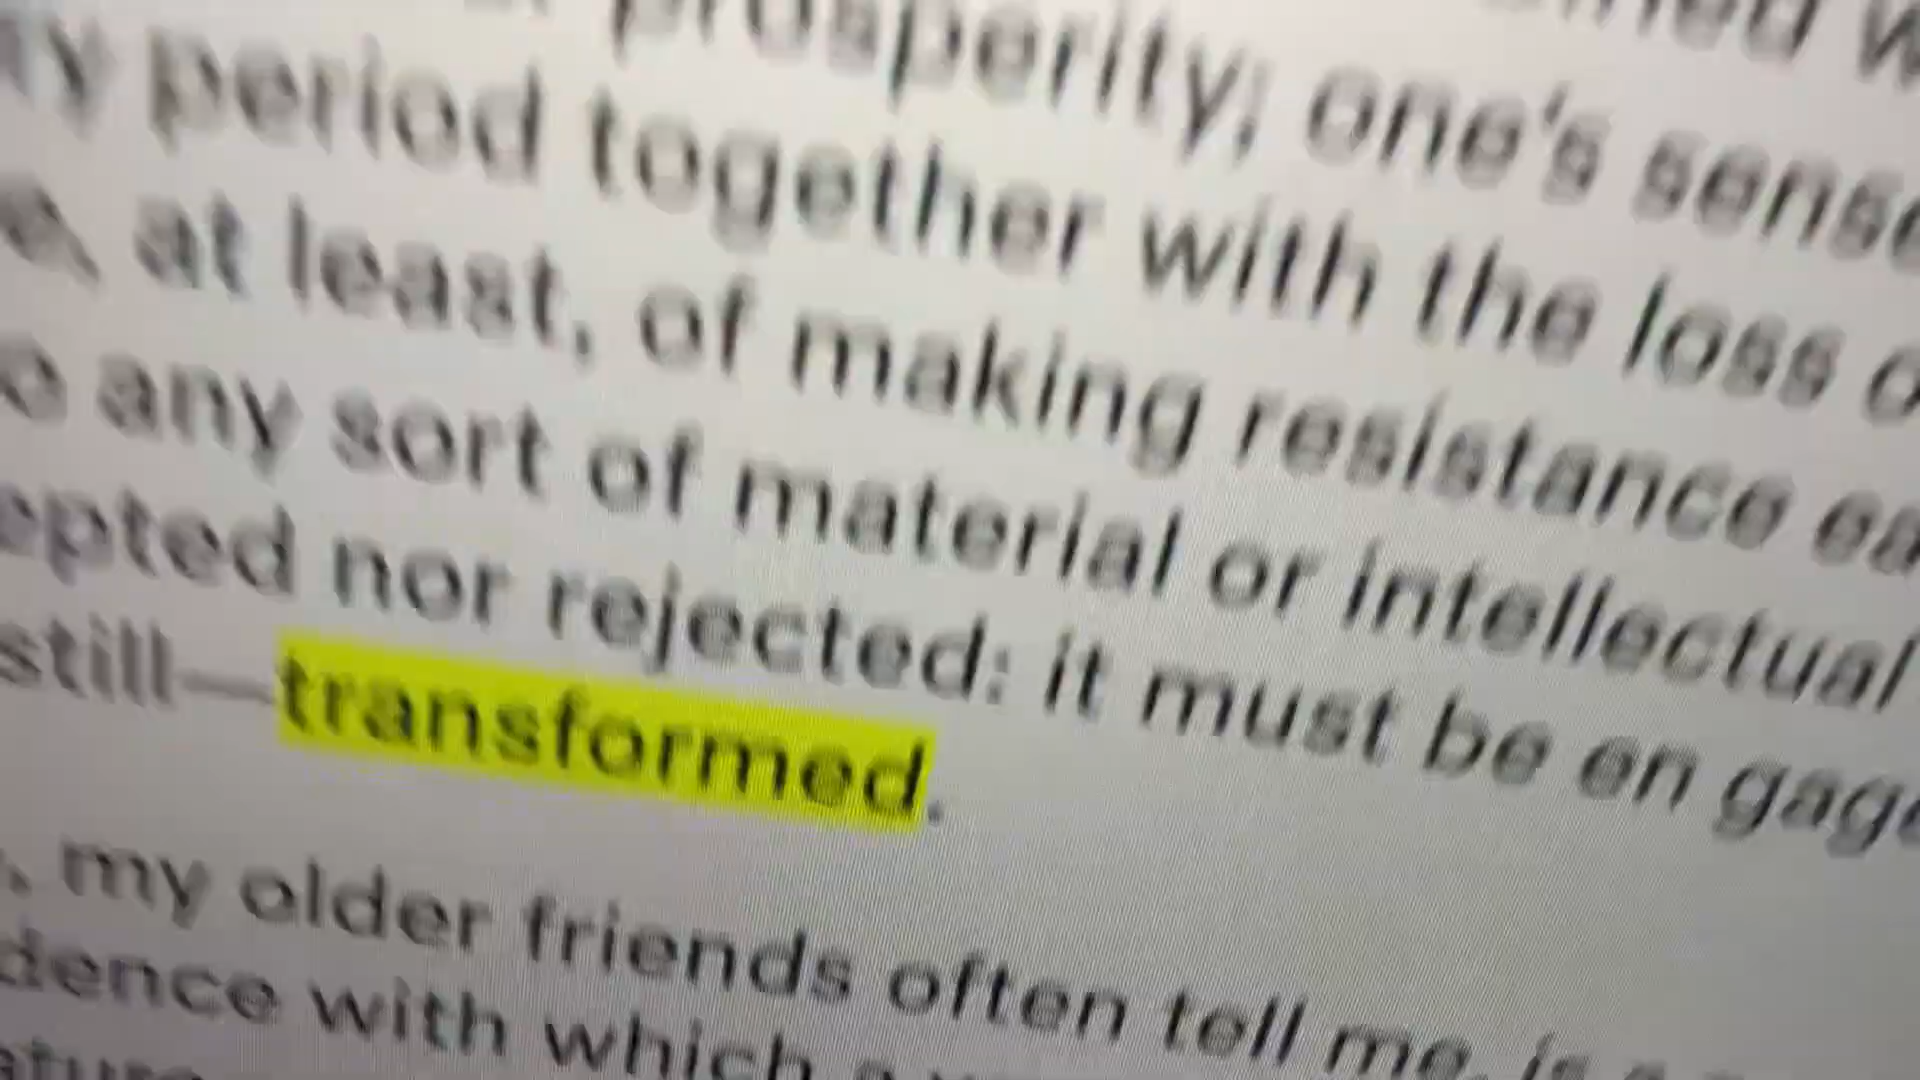 prosperity; one's sense
period together with the loss
at least, of making resistance
any sort of material or intellectual
nor rejected: it must be en gage
still—transformed.
, my older friends often tell me, is
with which